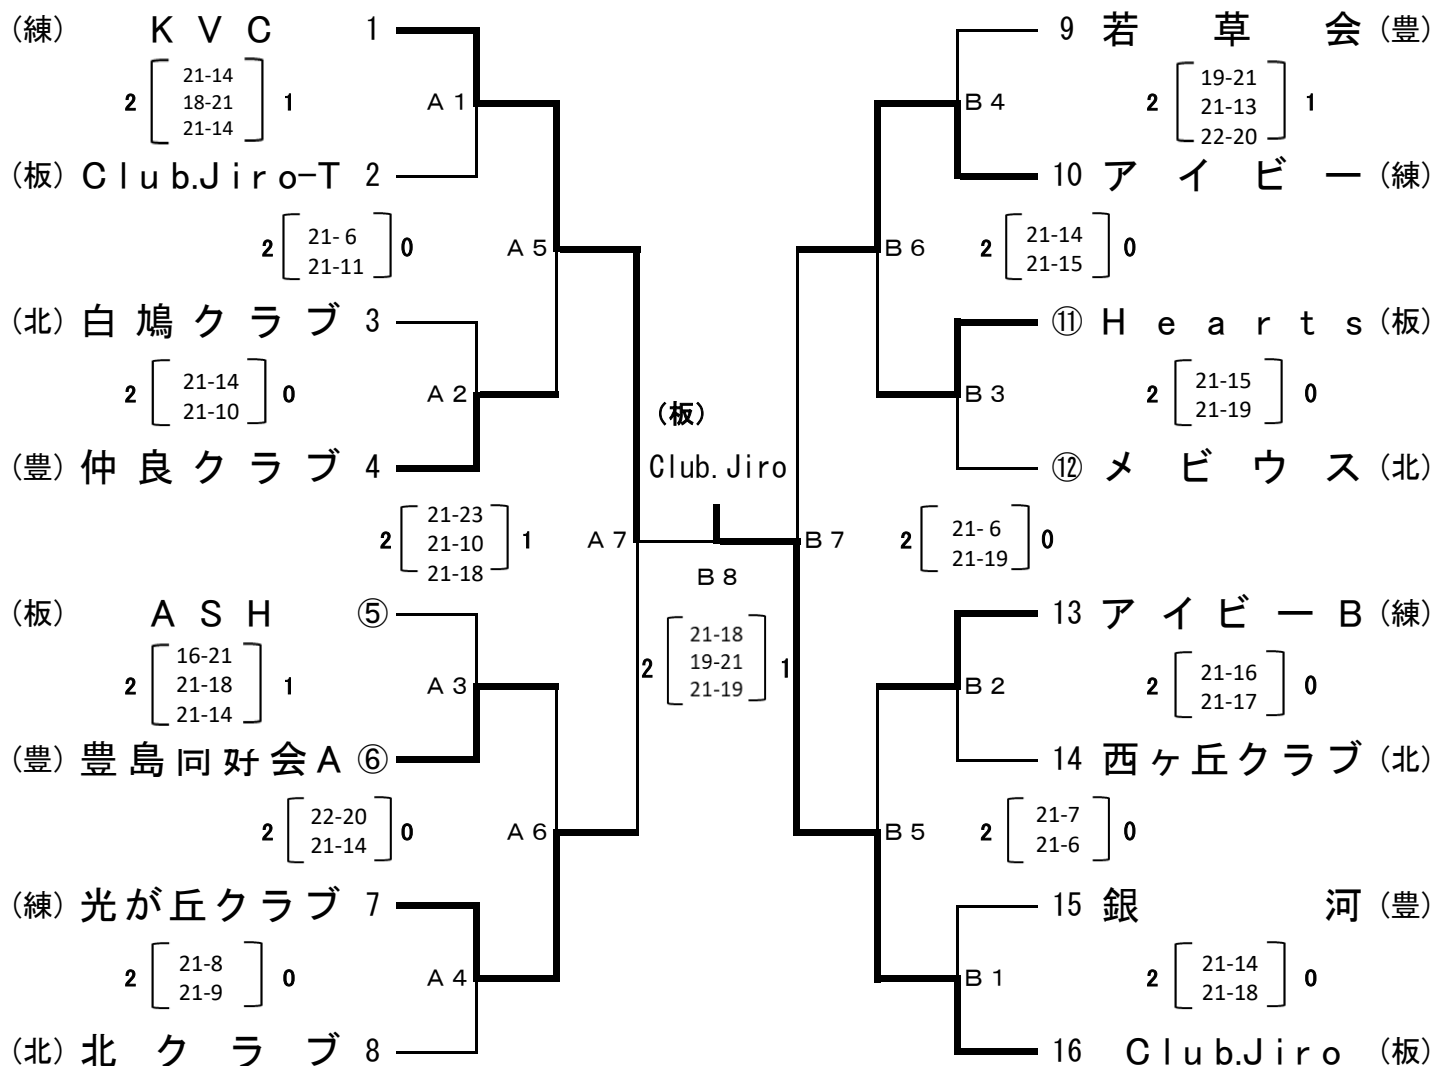 (練) KVC 1
2 21-14 1
18-21
21-14
A1
(板) Club.Jiro-T 2
2 21- 6 0
21-11
A5
(北) 白鳩クラブ 3
2 21-14 0
21-10
A2
(豊) 仲良クラブ 4
2 21-23 1
21-10
21-18
A7
(板) ASH ⑤
2 16-21 1
21-18
21-14
A3
(豊) 豊島同好会A ⑥
2 22-20 0
21-14
A6
(練) 光が丘クラブ 7
2 21-8 0
21-9
A4
(北) 北クラブ 8
(板)
Club.Jiro
B8
2 21-18 1
19-21
21-19
9 若草会 (豊)
B4
2 19-21 1
21-13
22-20
10 アイビー (練)
B6
2 21-14 0
21-15
⑪ Hearts (板)
B3
2 21-15 0
21-19
⑫ メビウス (北)
B7
2 21- 6 0
21-19
13 アイビーB (練)
B2
2 21-16 0
21-17
14 西ヶ丘クラブ (北)
B5
2 21-7 0
21-6
15 銀河 (豊)
B1
2 21-14 0
21-18
16 Club.Jiro (板)